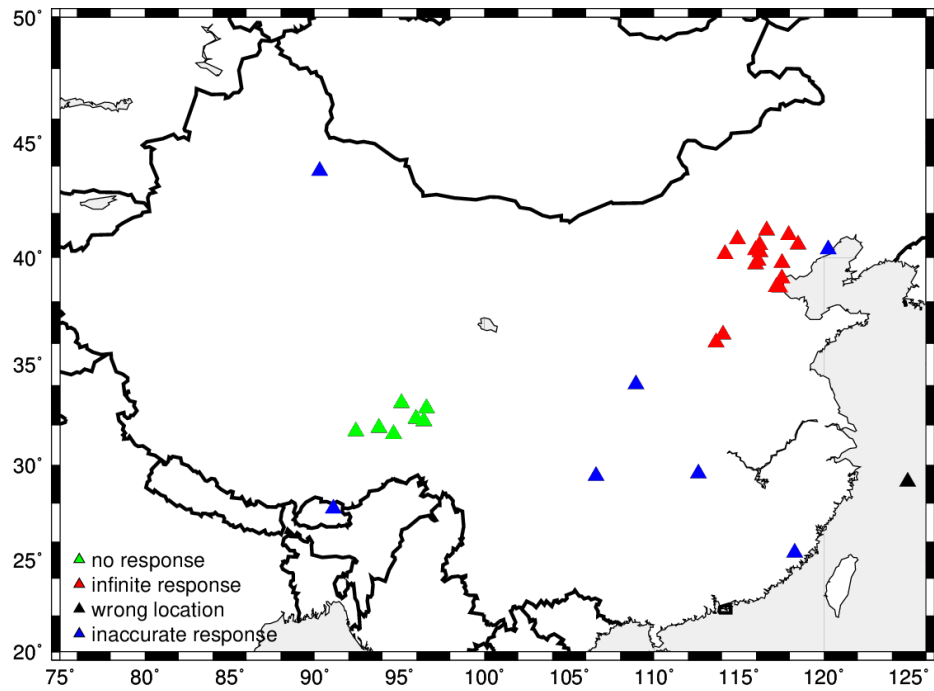 50°
45°
40°
35°
30°
25°
20°
no response
infinite response
wrong location
inaccurate response
75° 80° 85° 90° 95° 100° 105° 110° 115° 120° 125°